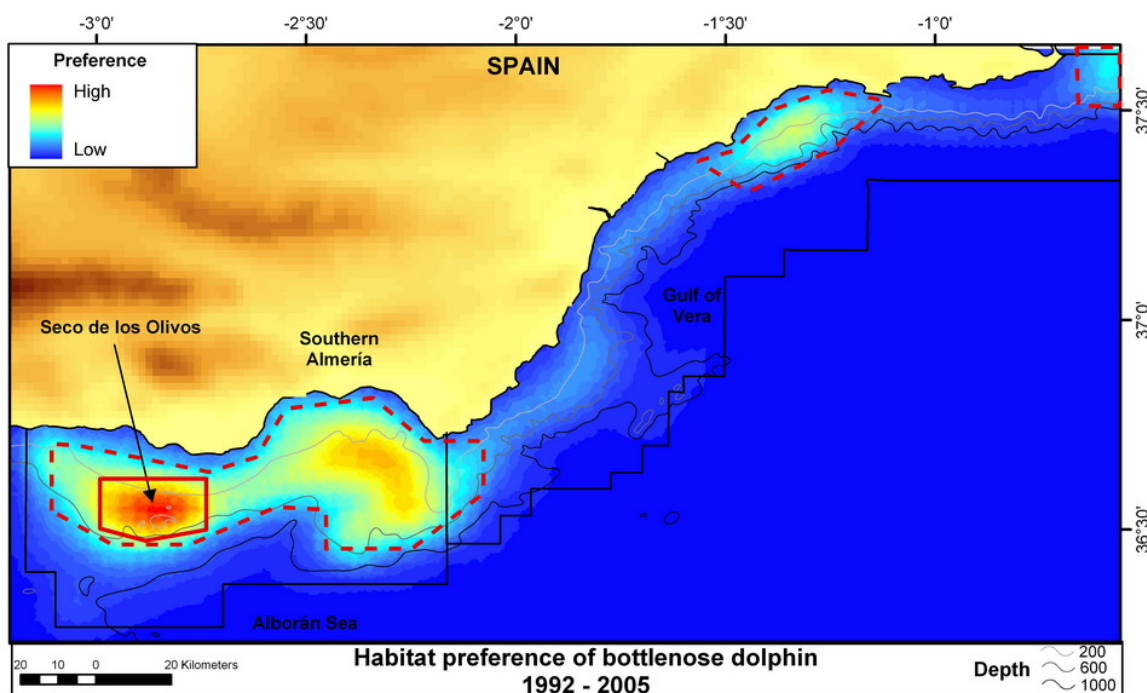 -3°0'
-2°30'
-2°0'
-1°30'
-1°0'
Preference
High
Low
SPAIN
37°30'
Gulf of
Vera
37°0'
Seco de los Olivos
Southern
Almería
36°30'
Alborán Sea
20 10 0 20 Kilometers
Habitat preference of bottlenose dolphin
1992 - 2005
Depth
200
600
1000